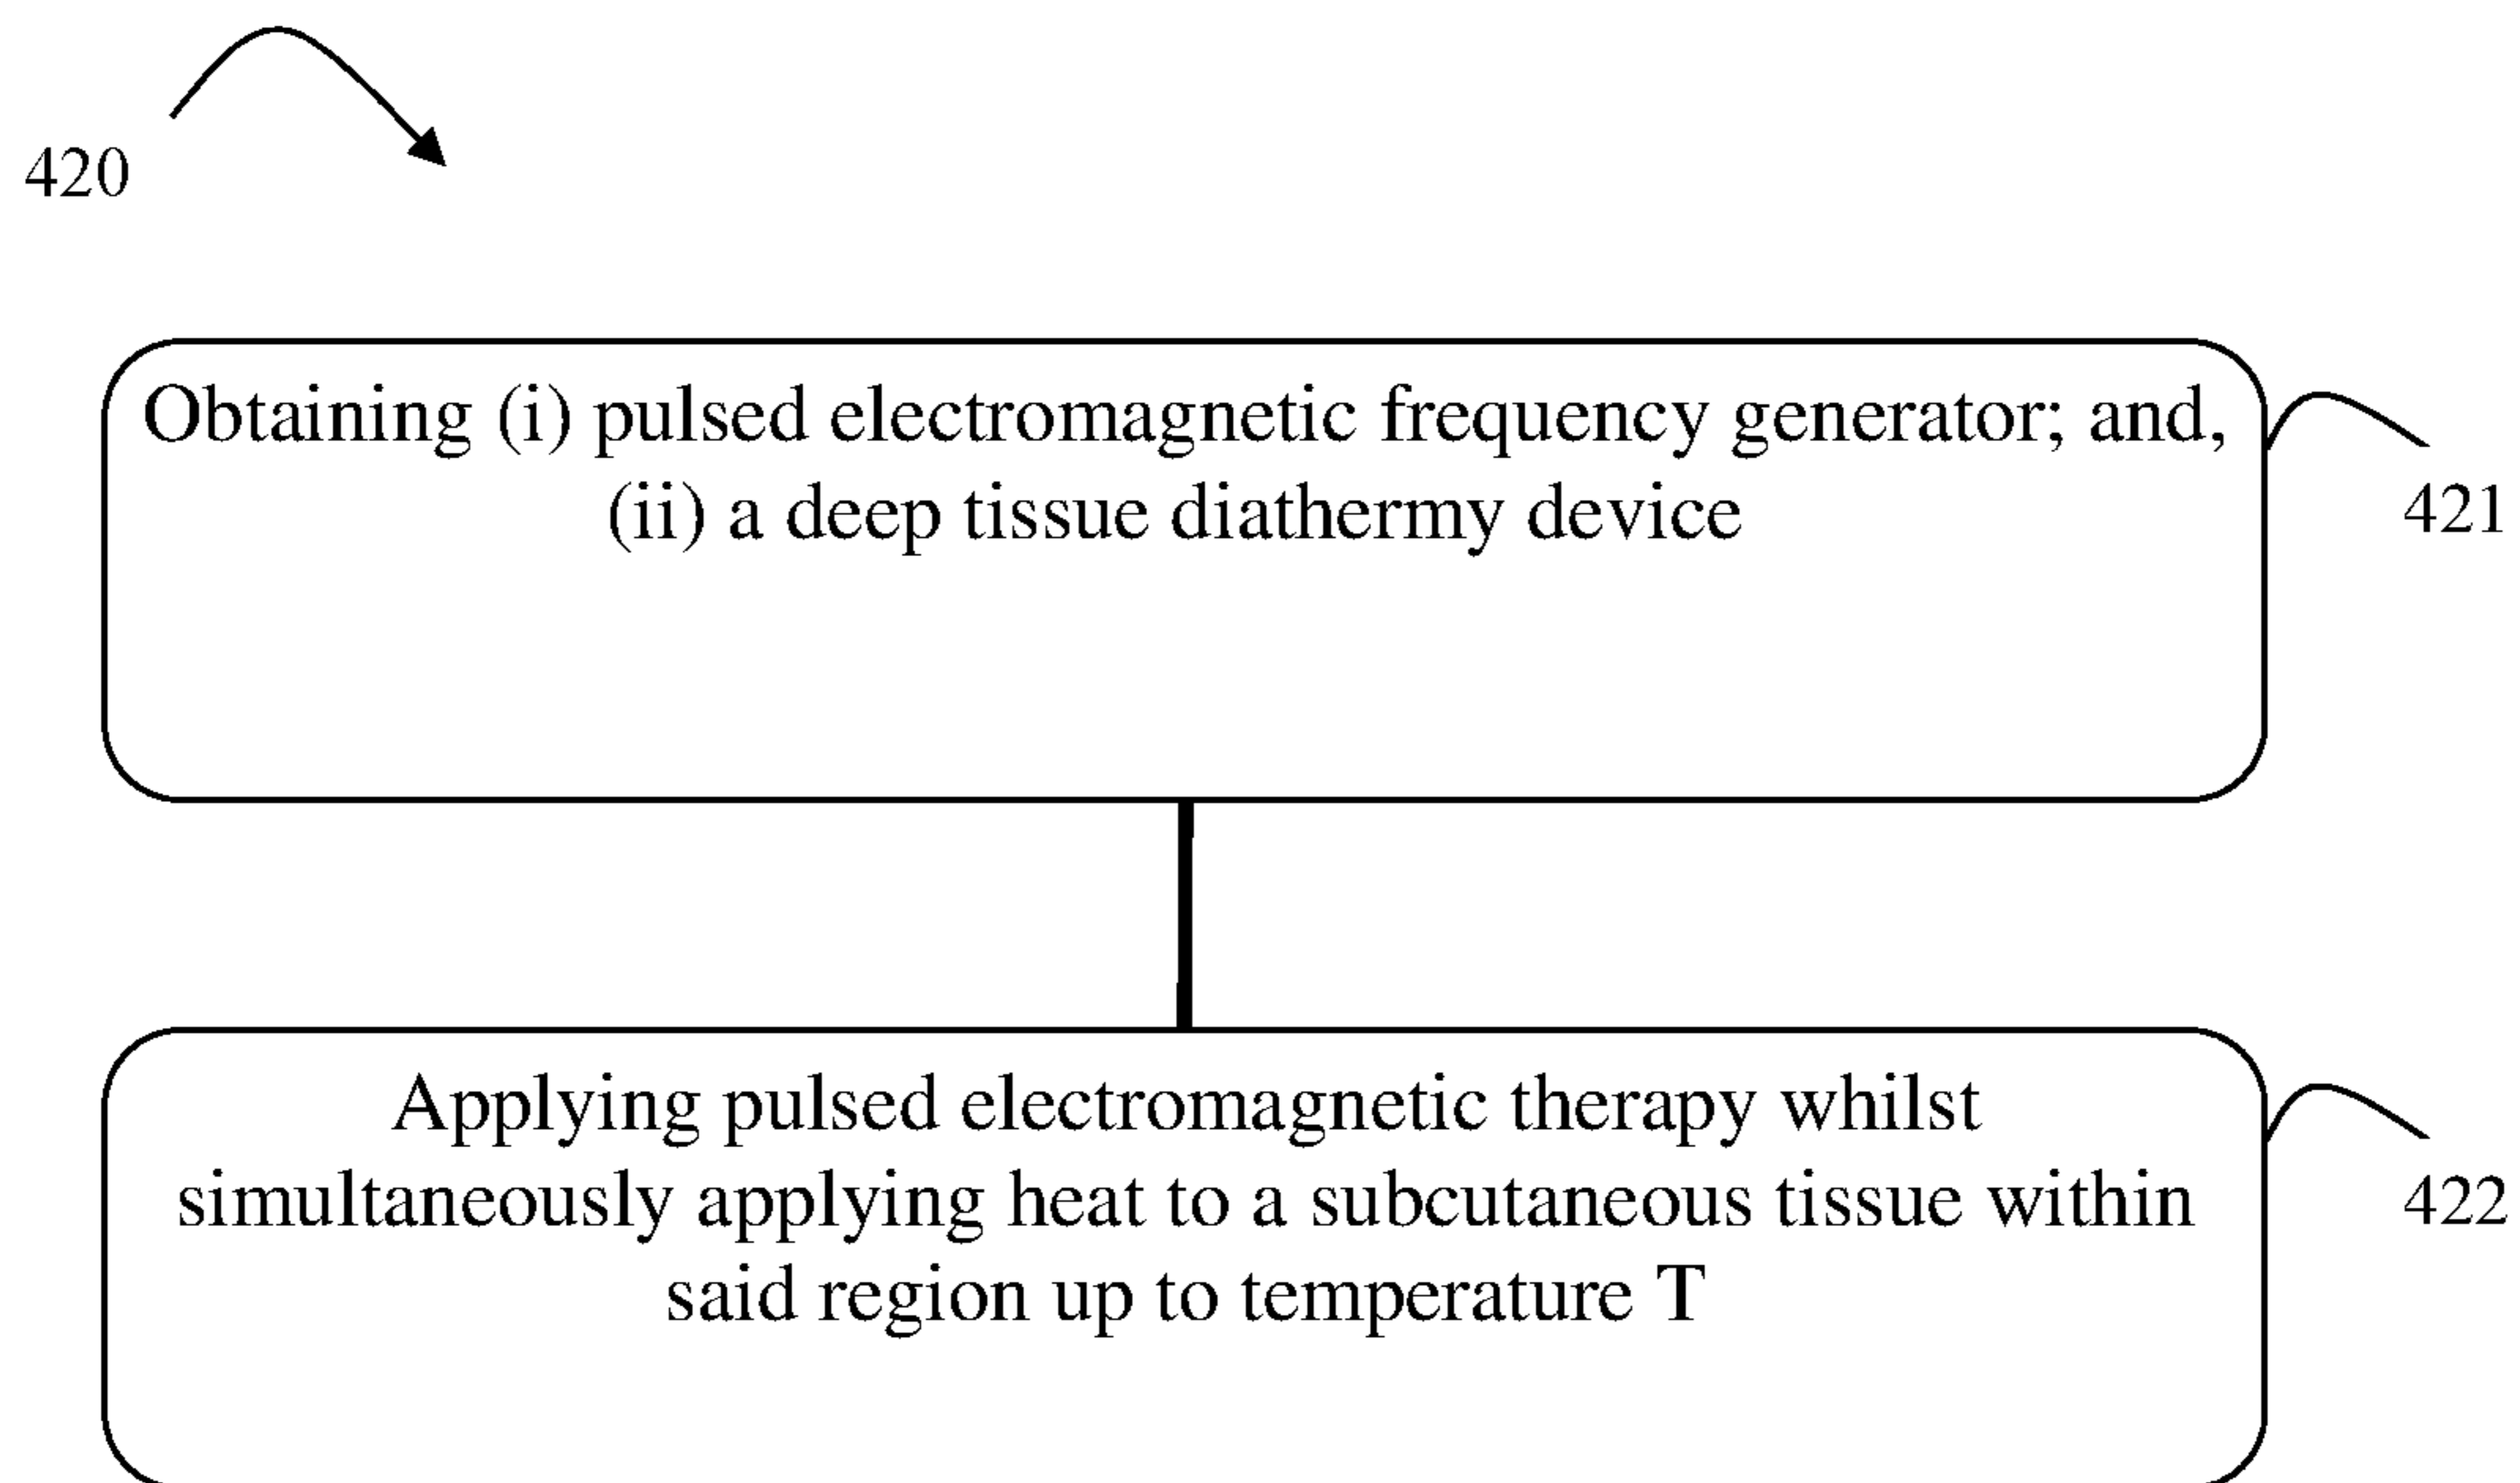 420
Obtaining (i) pulsed electromagnetic frequency generator; and,
(ii) a deep tissue diathermy device
421
Applying pulsed electromagnetic therapy whilst
simultaneously applying heat to a subcutaneous tissue within
said region up to temperature T
422